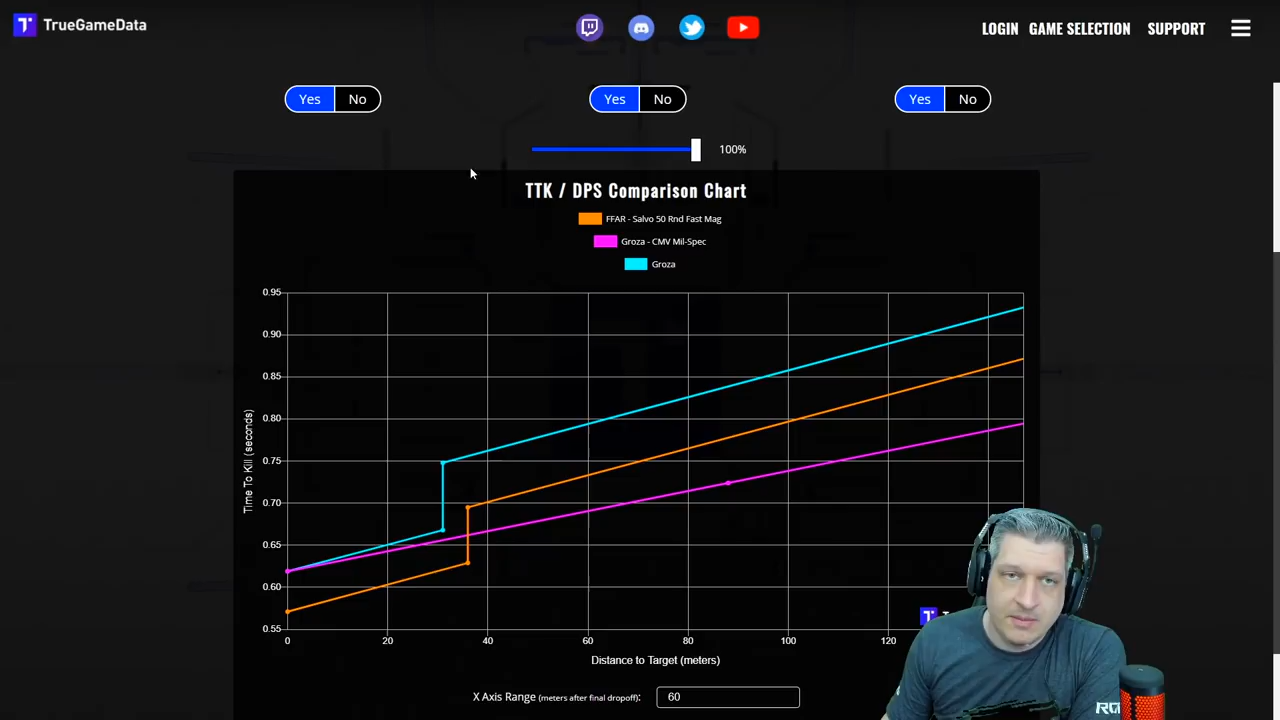 TrueGameData
LOGIN GAME SELECTION SUPPORT
Yes No
Yes No
Yes No
100%
TTK / DPS Comparison Chart
FFAR - Salvo 50 Rnd Fast Mag
Groza - CMV Mil-Spec
Groza
Time To Kill (seconds)
0.95
0.90
0.85
0.80
0.75
0.70
0.65
0.60
0.55
0 20 40 60 80 100 120
Distance to Target (meters)
X Axis Range (meters after final dropoff): 60